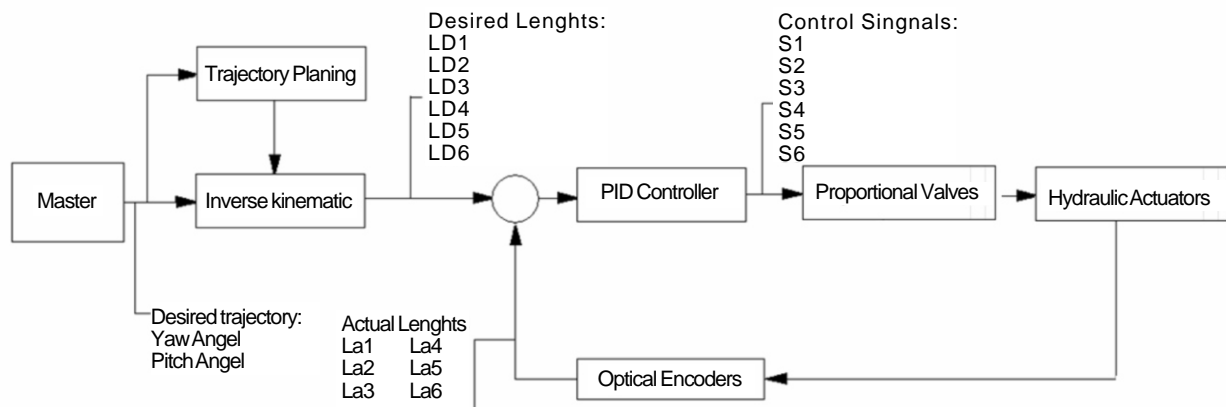 Desired Lenghts:
LD1
LD2
LD3
LD4
LD5
LD6
Control Singnals:
S1
S2
S3
S4
S5
S6
Trajectory Planing
Master
Inverse kinematic
PID Controller
Proportional Valves
Hydraulic Actuators
Desired trajectory:
Yaw Angel
Pitch Angel
Actual Lenghts
La1 La4
La2 La5
La3 La6
Optical Encoders